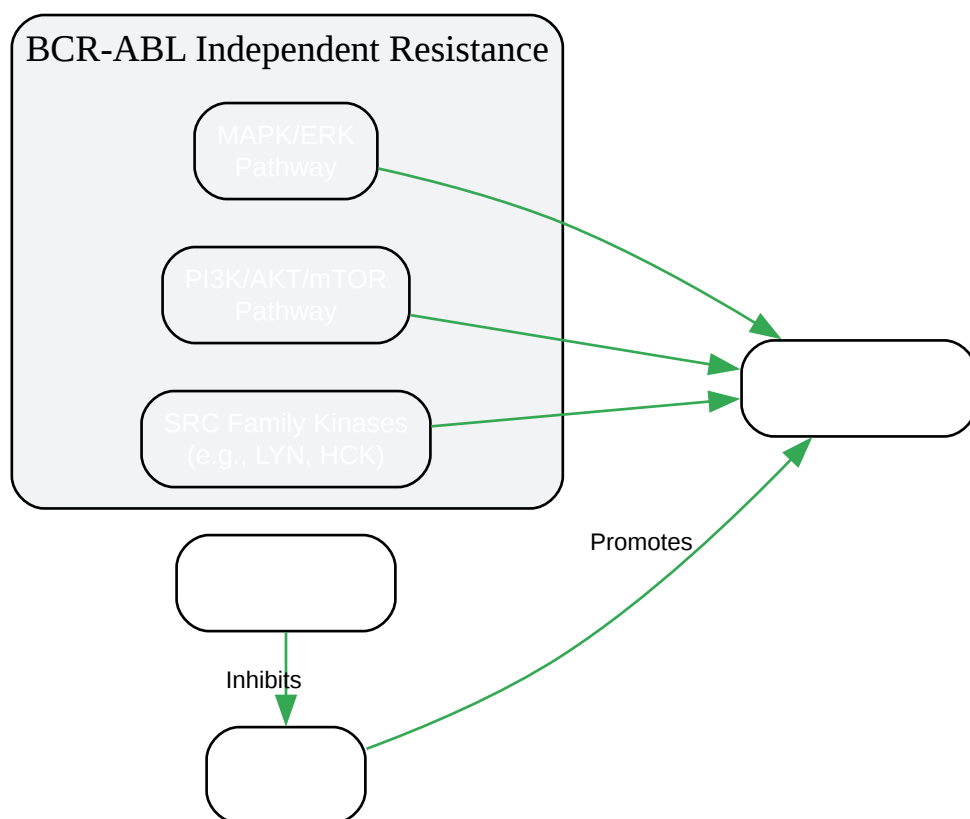 BCR-ABL Independent Resistance
MAPK/ERK
Pathway
PI3K/AKT/mTOR
Pathway
SRC Family Kinases
(e.g., LYN, HCK)
Promotes
Inhibits